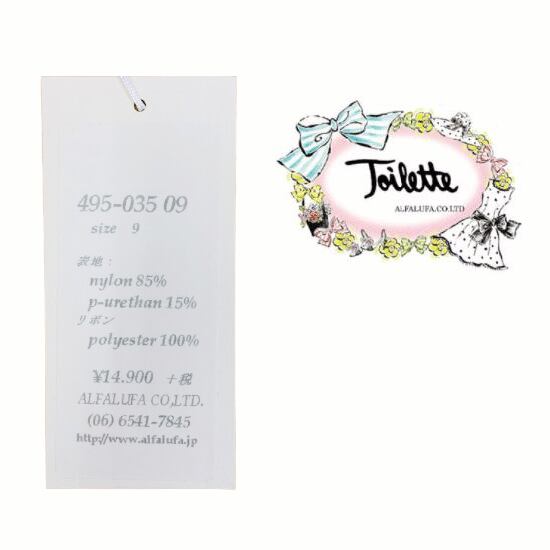 495-035 09
size 9
表地:
nylon 85%
p-urethan 15%
リボン
polyester 100%
¥14.900 +税
ALFALUFA CO,LTD.
(06) 6541-7845
http://www.alfalufa.jp
Toilette
ALFALUFA.CO.LTD